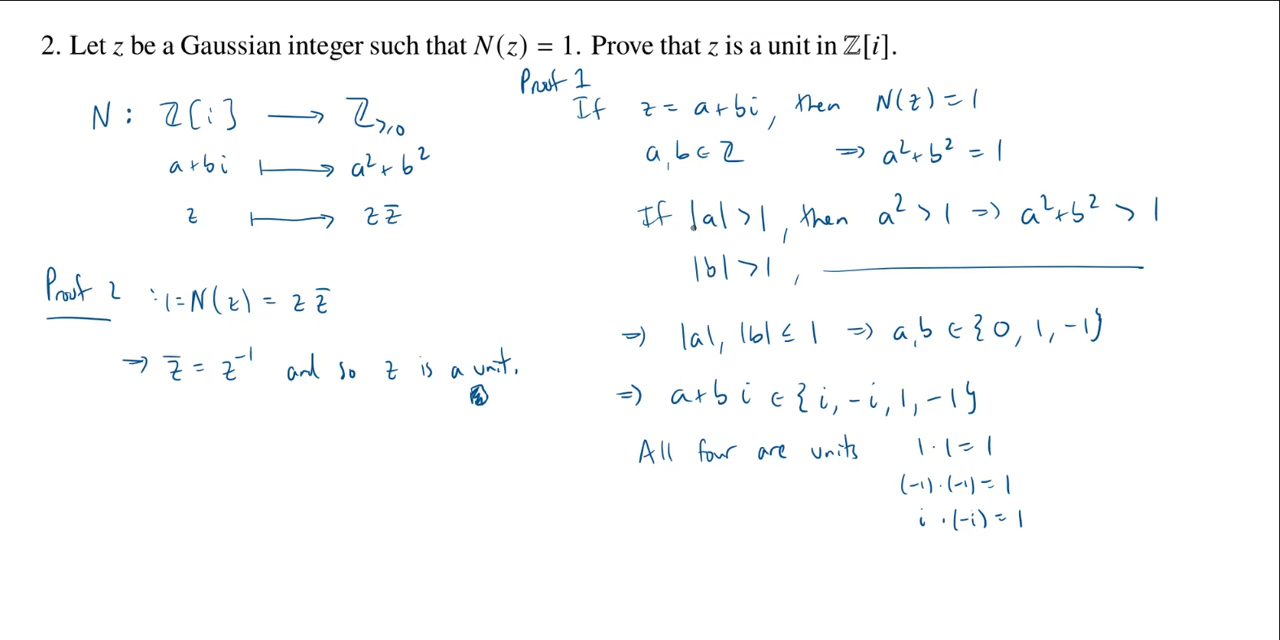 2. Let z be a Gaussian integer such that N(z) = 1. Prove that z is a unit in ℤ[i].
N : ℤ[i] ⟶ ℤ≥0
a+bi ⟼ a²+b²
z ⟼ z z̄
Proof 1
If z = a+bi, then N(z) = 1
a, b ∈ ℤ ⇒ a²+b² = 1
If |a| > 1, then a² > 1 ⇒ a²+b² > 1
|b| > 1, ————————
⇒ |a|, |b| ≤ 1 ⇒ a, b ∈ {0, 1, -1}
⇒ a+bi ∈ {i, -i, 1, -1}
All four are units 1·1 = 1
(-1)·(-1) = 1
i·(-i) = 1
Proof 2 : 1 = N(z) = z z̄
⇒ z̄ = z⁻¹ and so z is a unit.